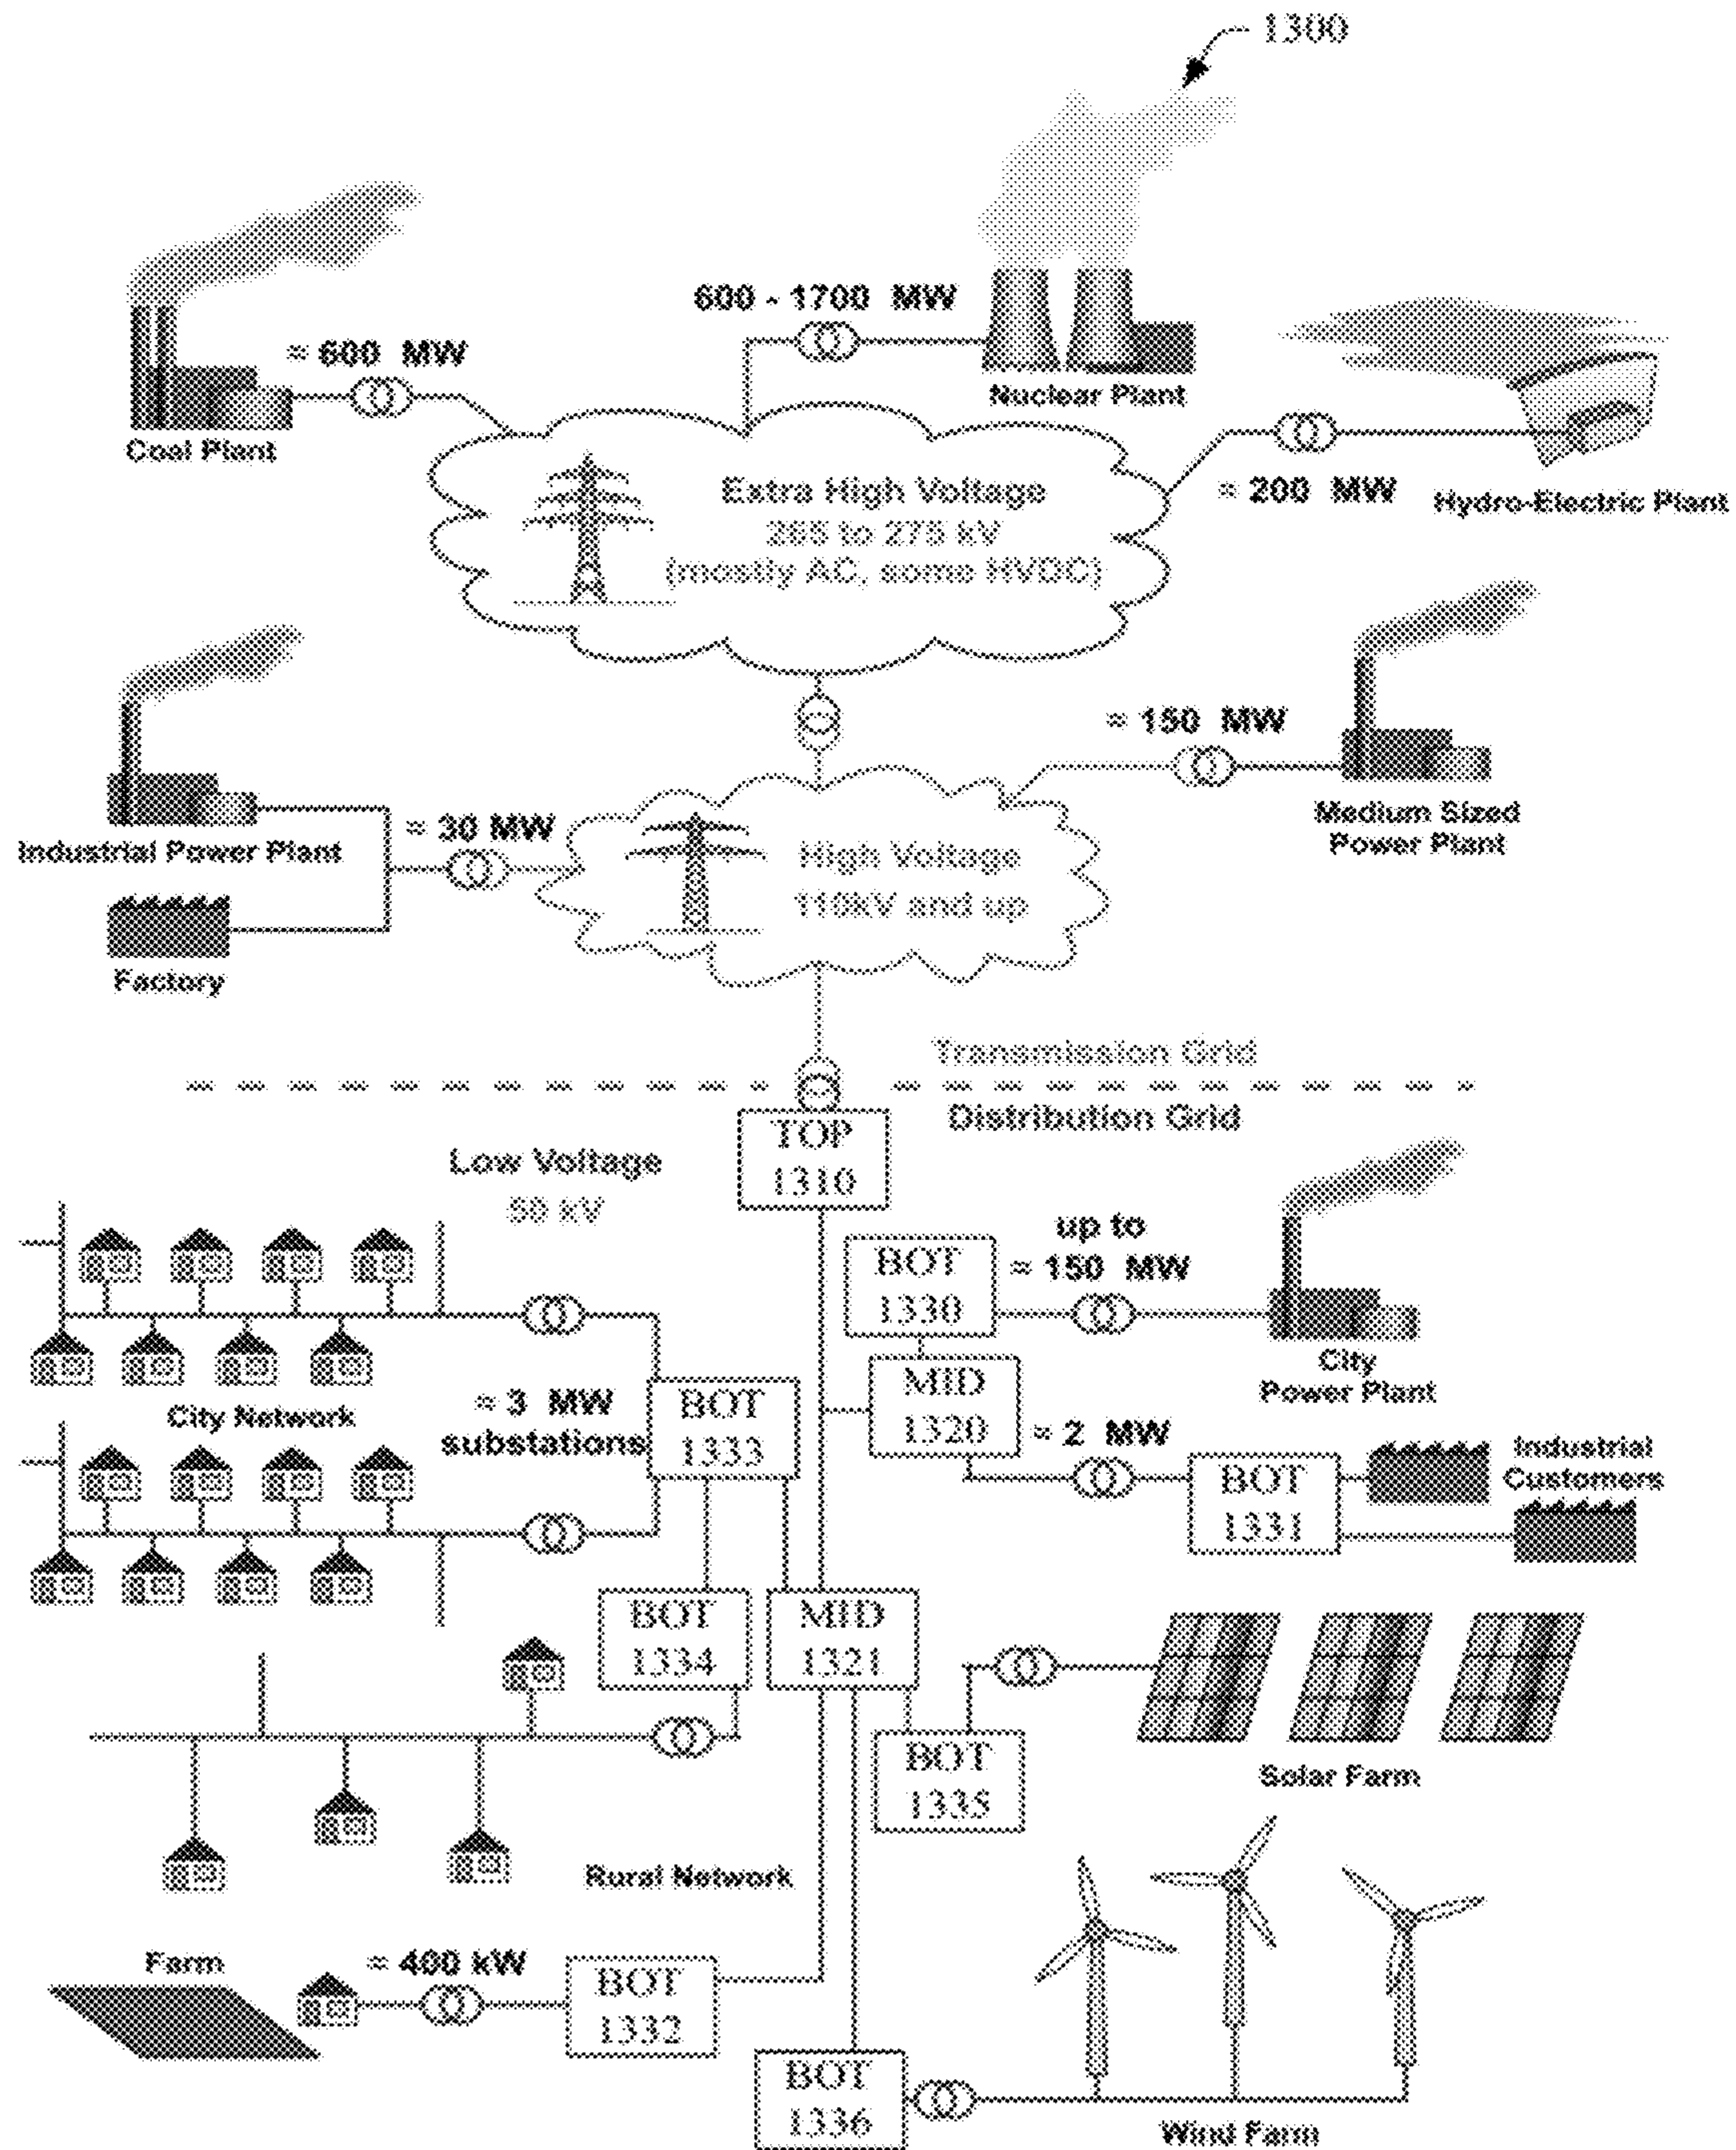 1300
600 - 1700 MW
≈ 600 MW
Nuclear Plant
Coal Plant
Extra High Voltage
265 to 275 kV
(mostly AC, some HVDC)
≈ 200 MW
Hydro-Electric Plant
≈ 150 MW
Medium Sized
Power Plant
≈ 30 MW
Industrial Power Plant
High Voltage
110kV and up
Factory
Transmission Grid
Distribution Grid
TOP
1310
Low Voltage
50 kV
up to
≈ 150 MW
BOT
1330
City
Power Plant
MID
1320
≈ 3 MW
substations
City Network
BOT
1333
≈ 2 MW
Industrial
Customers
BOT
1331
BOT
1334
MID
1321
BOT
1335
Solar Farm
Rural Network
Farm
≈ 400 kW
BOT
1332
BOT
1336
Wind Farm